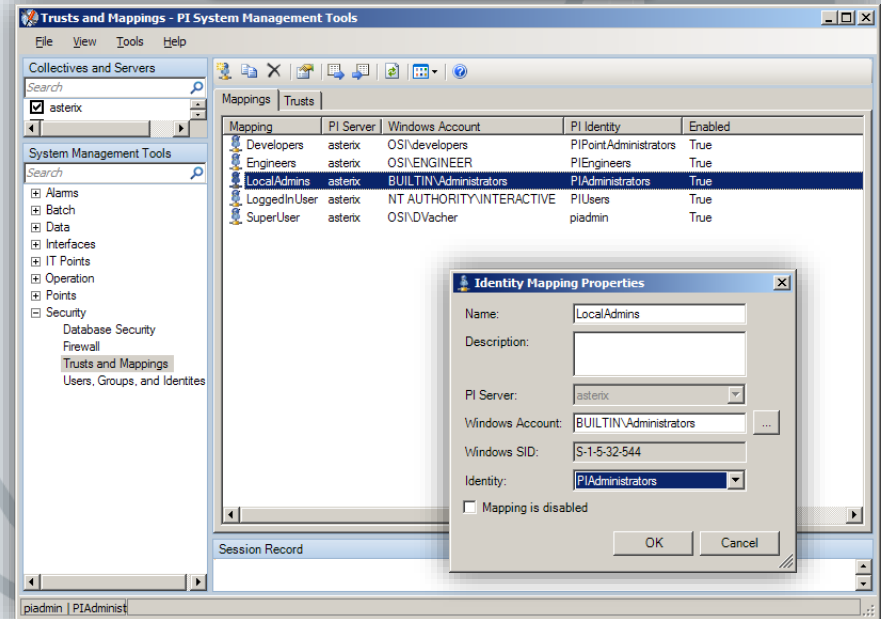 Trusts and Mappings - PI System Management Tools
File View Tools Help
Collectives and Servers
Search
asterix
System Management Tools
Search
Alarms
Batch
Data
Interfaces
IT Points
Operation
Points
Security
Database Security
Firewall
Trusts and Mappings
Users, Groups, and Identites
Mappings Trusts
Mapping PI Server Windows Account PI Identity Enabled
Developers asterix OSI\developers PIPointAdministrators True
Engineers asterix OSI\ENGINEER PIEngineers True
LocalAdmins asterix BUILTIN\Administrators PIAdministrators True
LoggedInUser asterix NT AUTHORITY\INTERACTIVE PIUsers True
SuperUser asterix OSI\DVacher piadmin True
Identity Mapping Properties
Name: LocalAdmins
Description:
PI Server: asterix
Windows Account: BUILTIN\Administrators ...
Windows SID: S-1-5-32-544
Identity: PIAdministrators
Mapping is disabled
OK Cancel
Session Record
piadmin | PIAdminist